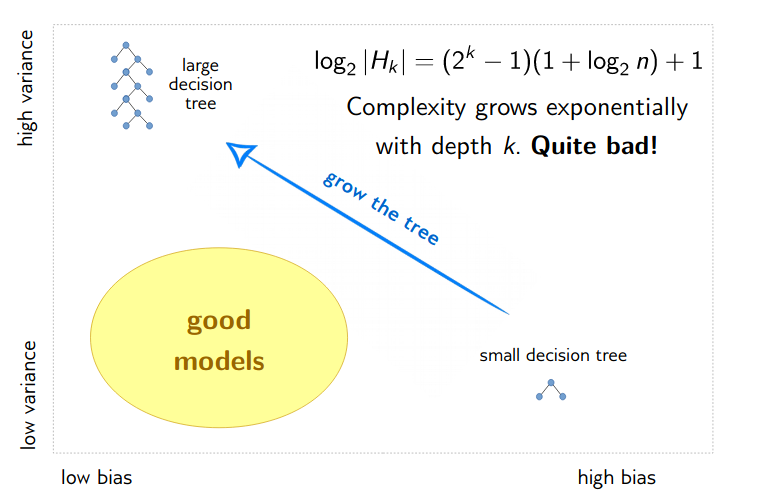 high variance
large
decision
tree
log₂ |Hₖ| = (2ᵏ − 1)(1 + log₂ n) + 1
Complexity grows exponentially
with depth k. Quite bad!
grow the tree
good
models
small decision tree
low variance
low bias
high bias